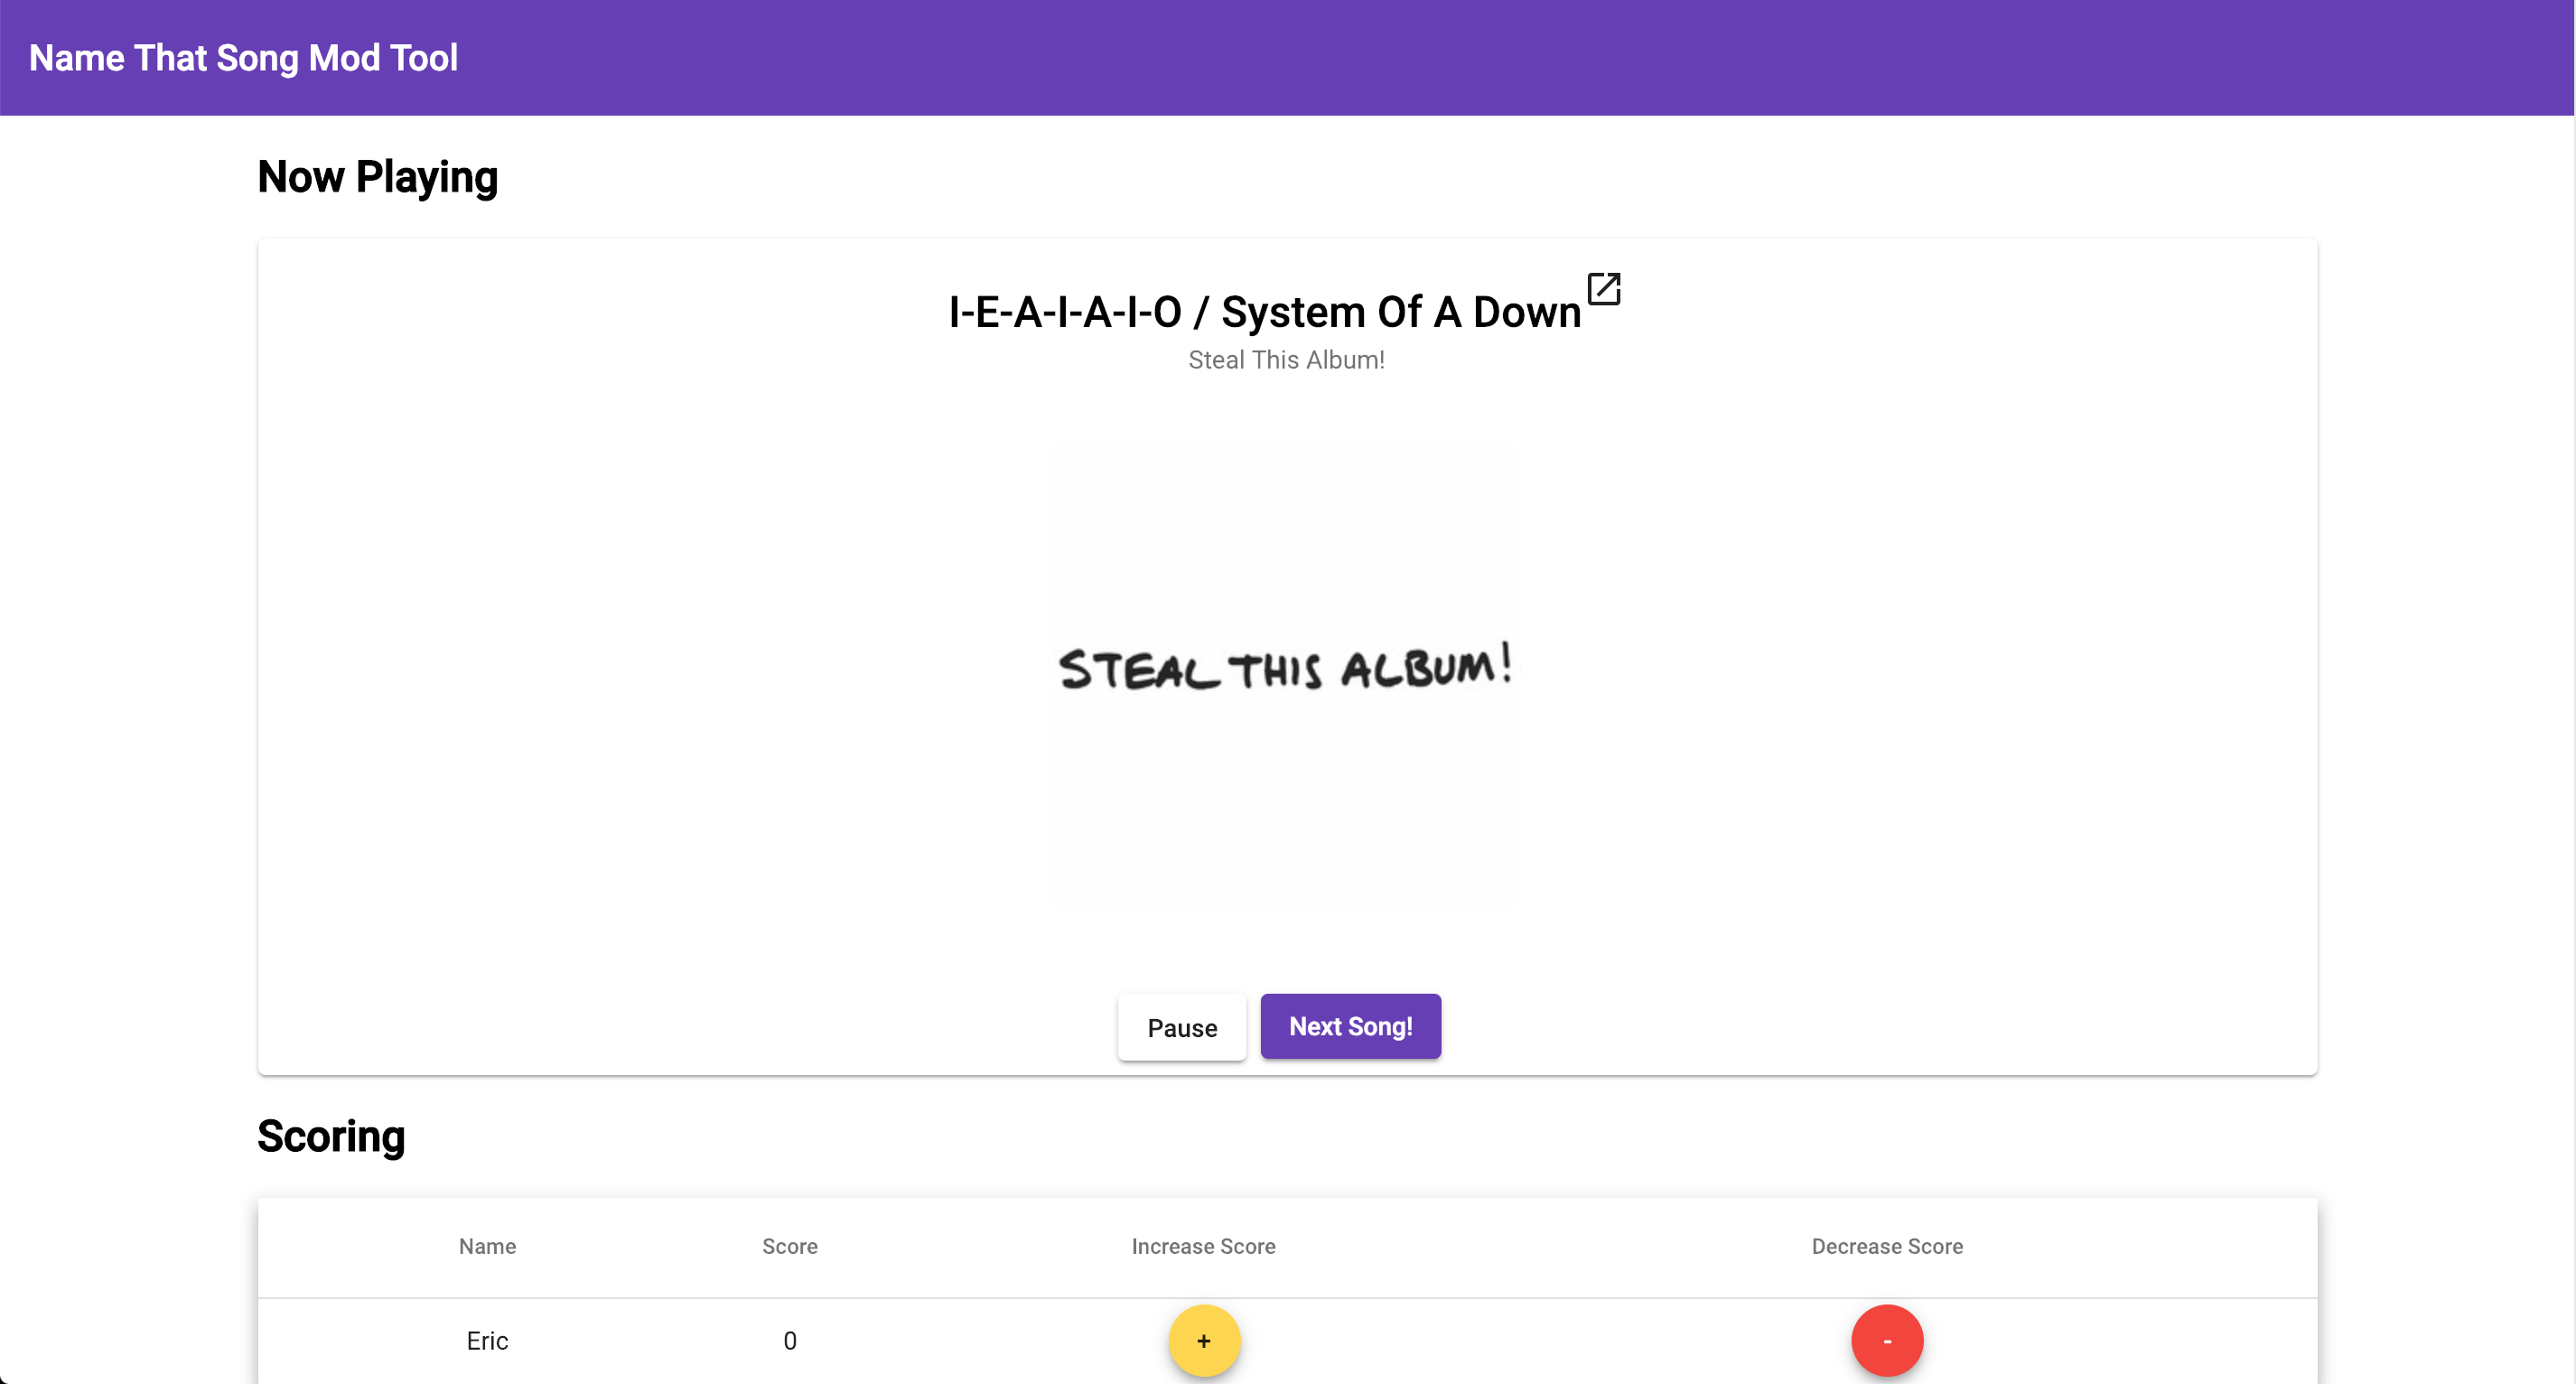 Name That Song Mod Tool
Now Playing
I-E-A-I-A-I-O / System Of A Down
Steal This Album!
STEAL THIS ALBUM!
Pause Next Song!
Scoring
Name Score Increase Score Decrease Score
Eric 0 + -